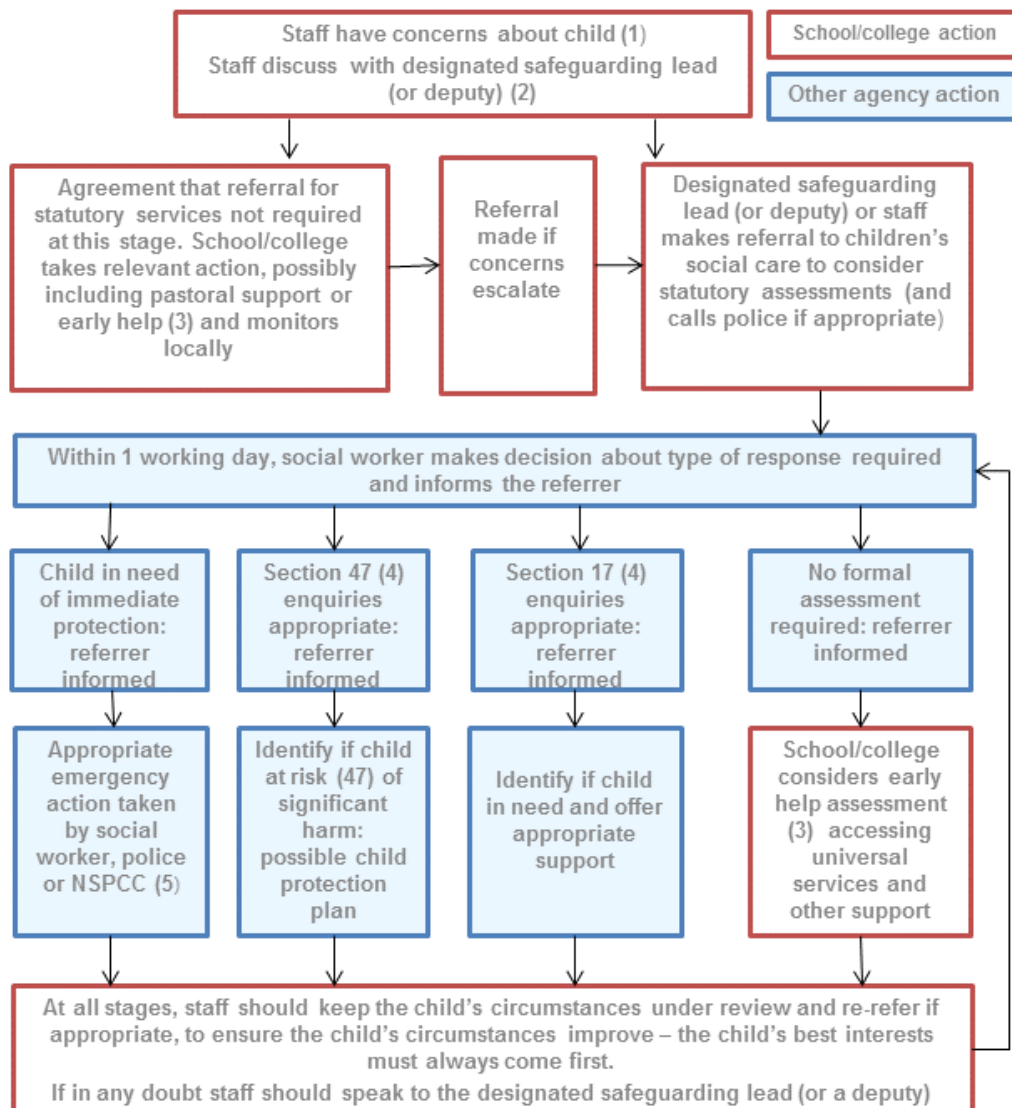 Staff have concerns about child (1)
Staff discuss with designated safeguarding lead
(or deputy) (2)
School/college action
Other agency action
Agreement that referral for
statutory services not required
at this stage. School/college
takes relevant action, possibly
including pastoral support or
early help (3) and monitors
locally
Referral
made if
concerns
escalate
Designated safeguarding
lead (or deputy) or staff
makes referral to children's
social care to consider
statutory assessments (and
calls police if appropriate)
Within 1 working day, social worker makes decision about type of response required
and informs the referrer
Child in need
of immediate
protection:
referrer
informed
Section 47 (4)
enquiries
appropriate:
referrer
informed
Section 17 (4)
enquiries
appropriate:
referrer
informed
No formal
assessment
required: referrer
informed
Appropriate
emergency
action taken
by social
worker, police
or NSPCC (5)
Identify if child
at risk (47) of
significant
harm:
possible child
protection
plan
Identify if child
in need and offer
appropriate
support
School/college
considers early
help assessment
(3) accessing
universal
services and
other support
At all stages, staff should keep the child's circumstances under review and re-refer if
appropriate, to ensure the child's circumstances improve – the child's best interests
must always come first.
If in any doubt staff should speak to the designated safeguarding lead (or a deputy)